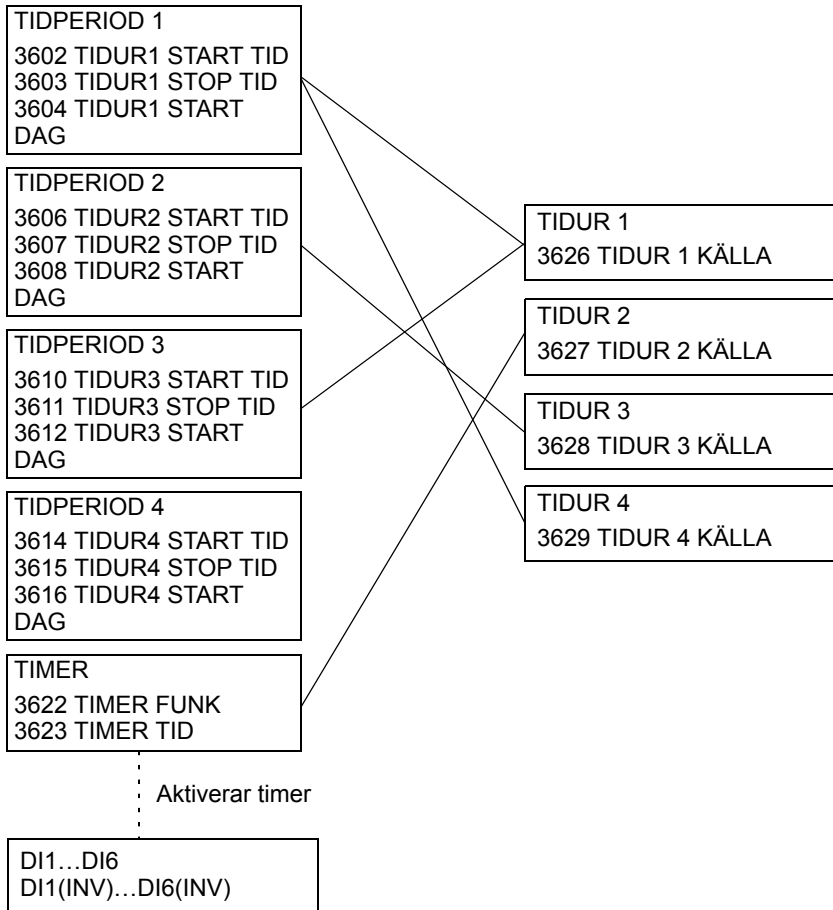 TIDPERIOD 1
3602 TIDUR1 START TID
3603 TIDUR1 STOP TID
3604 TIDUR1 START
DAG
TIDPERIOD 2
3606 TIDUR2 START TID
3607 TIDUR2 STOP TID
3608 TIDUR2 START
DAG
TIDPERIOD 3
3610 TIDUR3 START TID
3611 TIDUR3 STOP TID
3612 TIDUR3 START
DAG
TIDPERIOD 4
3614 TIDUR4 START TID
3615 TIDUR4 STOP TID
3616 TIDUR4 START
DAG
TIMER
3622 TIMER FUNK
3623 TIMER TID
Aktiverar timer
DI1…DI6
DI1(INV)…DI6(INV)
TIDUR 1
3626 TIDUR 1 KÄLLA
TIDUR 2
3627 TIDUR 2 KÄLLA
TIDUR 3
3628 TIDUR 3 KÄLLA
TIDUR 4
3629 TIDUR 4 KÄLLA